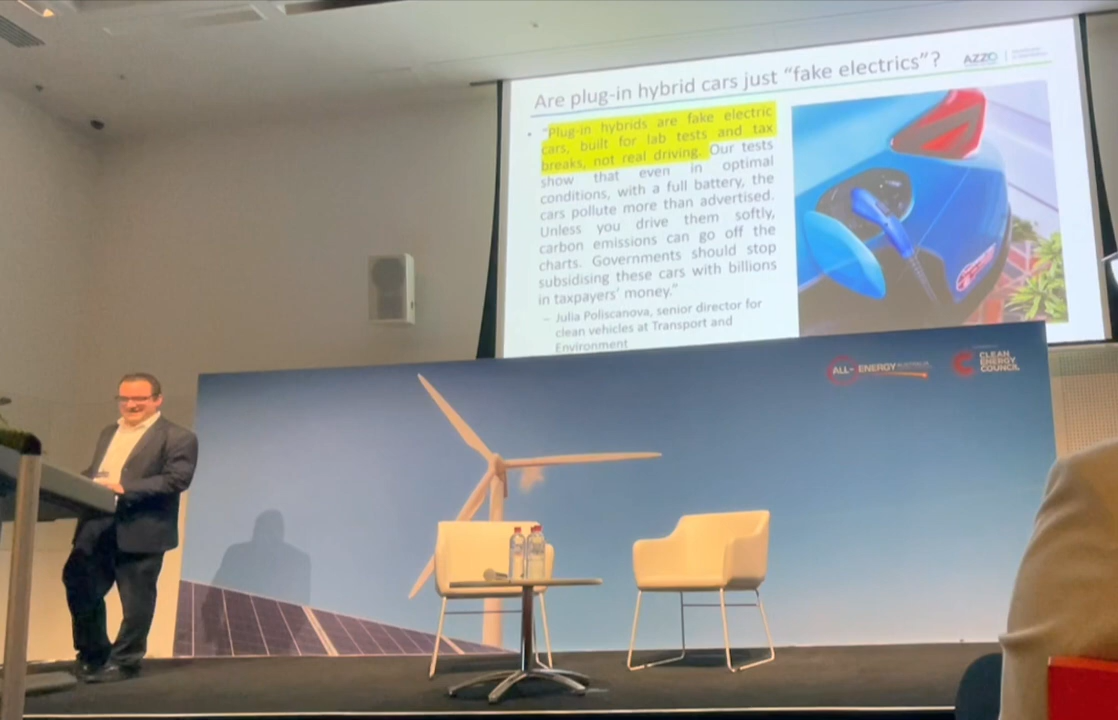 Are plug-in hybrid cars just “fake electrics”?
AZZO
• “Plug-in hybrids are fake electric
cars, built for lab tests and tax
breaks, not real driving. Our tests
show that even in optimal
conditions, with a full battery, the
cars pollute more than advertised.
Unless you drive them softly,
carbon emissions can go off the
charts. Governments should stop
subsidising these cars with billions
in taxpayers’ money.”
– Julia Poliscanova, senior director for
clean vehicles at Transport and
Environment
ALL-ENERGY AUSTRALIA
CLEAN
ENERGY
COUNCIL